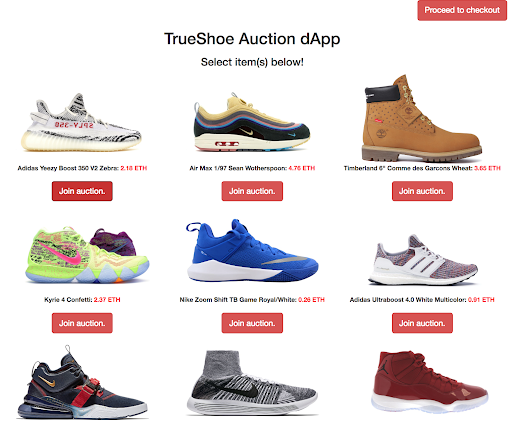 Proceed to checkout
TrueShoe Auction dApp
Select item(s) below!
SPLY-350
Adidas Yeezy Boost 350 V2 Zebra: 2.18 ETH
Air Max 1/97 Sean Wotherspoon: 4.76 ETH
Timberland 6" Comme des Garcons Wheat: 3.65 ETH
Join auction.
Join auction.
Join auction.
Kyrie 4 Confetti: 2.37 ETH
Nike Zoom Shift TB Game Royal/White: 0.26 ETH
Adidas Ultraboost 4.0 White Multicolor: 0.91 ETH
Join auction.
Join auction.
Join auction.